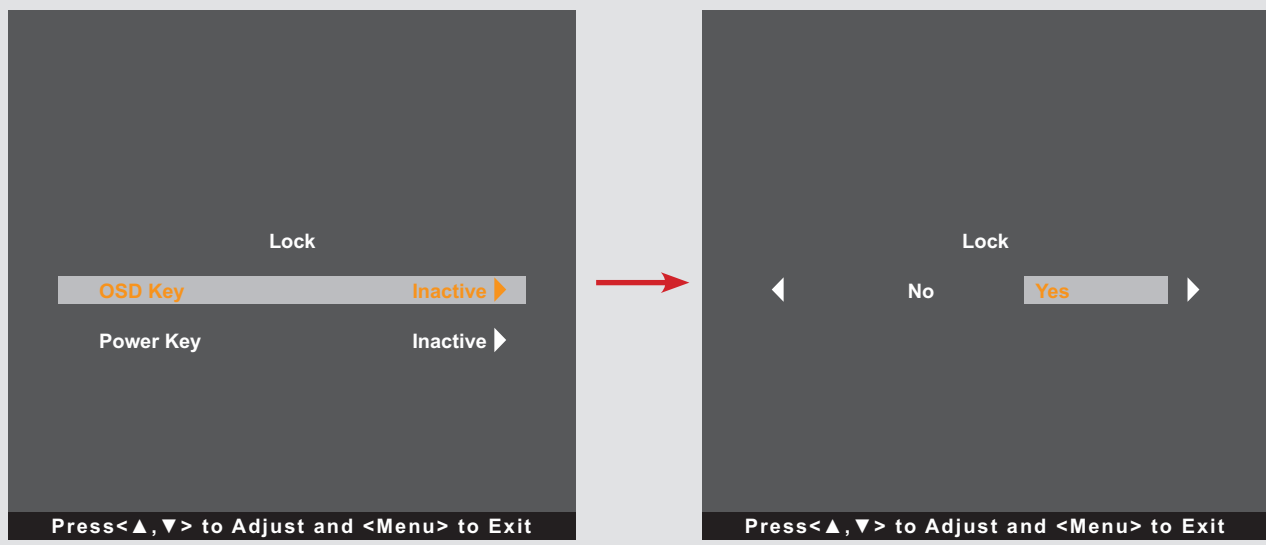 Lock
OSD Key Inactive
Power Key Inactive
Press<▲,▼> to Adjust and <Menu> to Exit
Lock
No Yes
Press<▲,▼> to Adjust and <Menu> to Exit